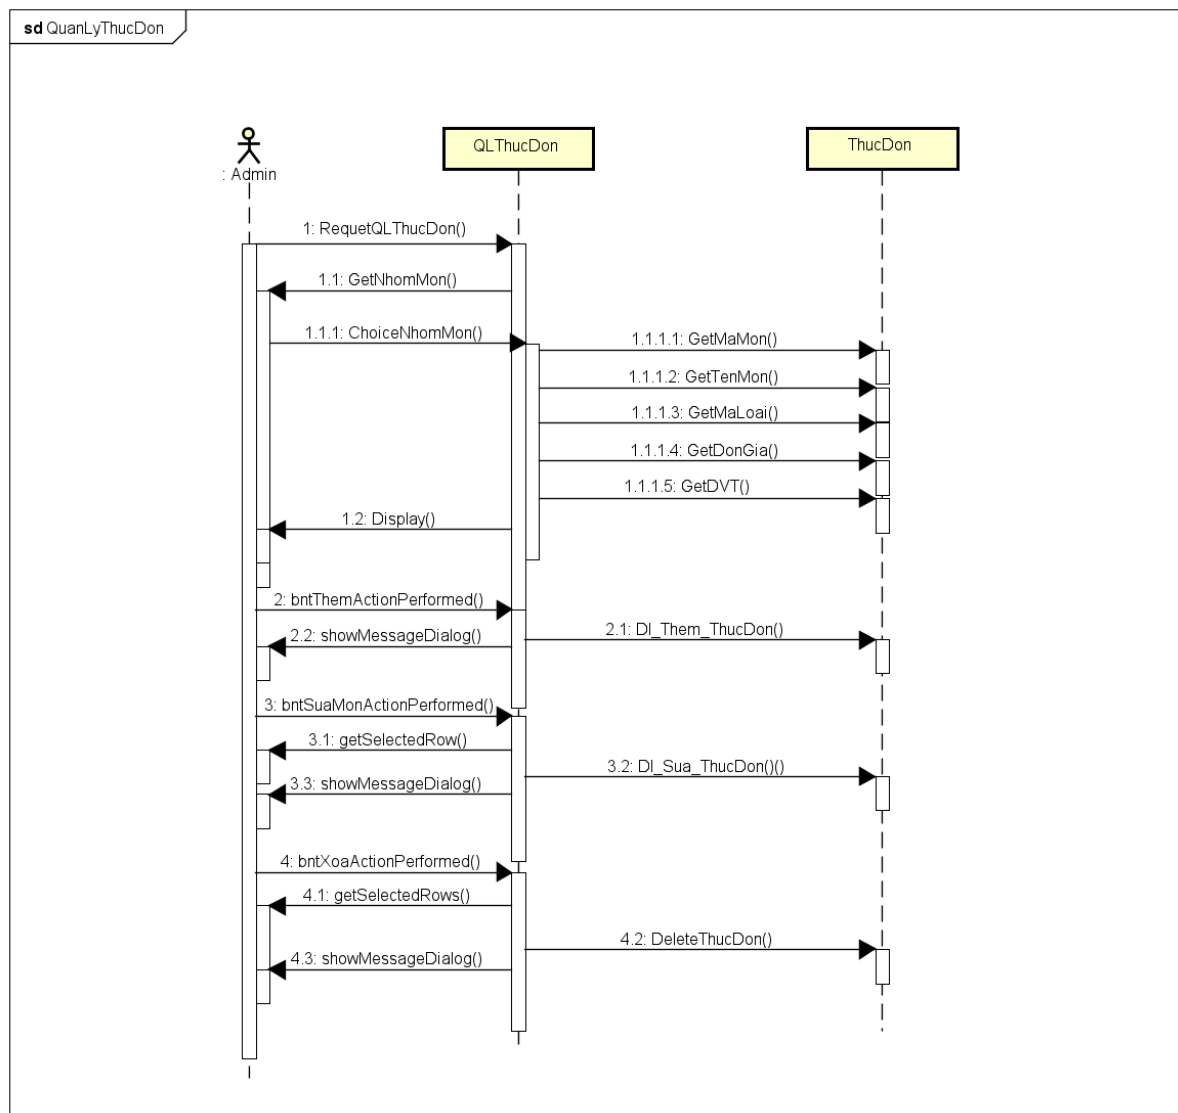 sd QuanLyThucDon
: Admin
QLThucDon
ThucDon
1: RequetQLThucDon()
1.1: GetNhomMon()
1.1.1: ChoiceNhomMon()
1.1.1.1: GetMaMon()
1.1.1.2: GetTenMon()
1.1.1.3: GetMaLoai()
1.1.1.4: GetDonGia()
1.1.1.5: GetDVT()
1.2: Display()
2: bntThemActionPerformed()
2.1: DI_Them_ThucDon()
2.2: showMessageDialog()
3: bntSuaMonActionPerformed()
3.1: getSelectedRow()
3.2: DI_Sua_ThucDon()()
3.3: showMessageDialog()
4: bntXoaActionPerformed()
4.1: getSelectedRows()
4.2: DeleteThucDon()
4.3: showMessageDialog()